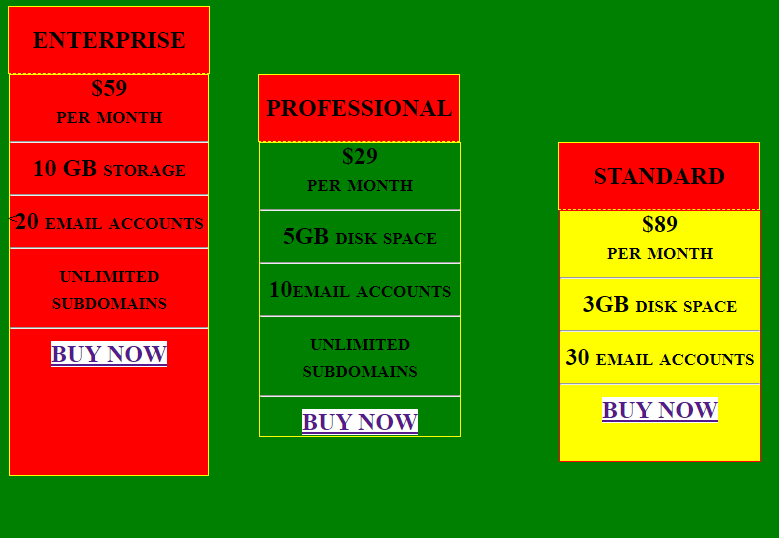 ENTERPRISE
$59
PER MONTH
10 GB STORAGE
<20 EMAIL ACCOUNTS
UNLIMITED
SUBDOMAINS
BUY NOW
PROFESSIONAL
$29
PER MONTH
5GB DISK SPACE
10EMAIL ACCOUNTS
UNLIMITED
SUBDOMAINS
BUY NOW
STANDARD
$89
PER MONTH
3GB DISK SPACE
30 EMAIL ACCOUNTS
BUY NOW